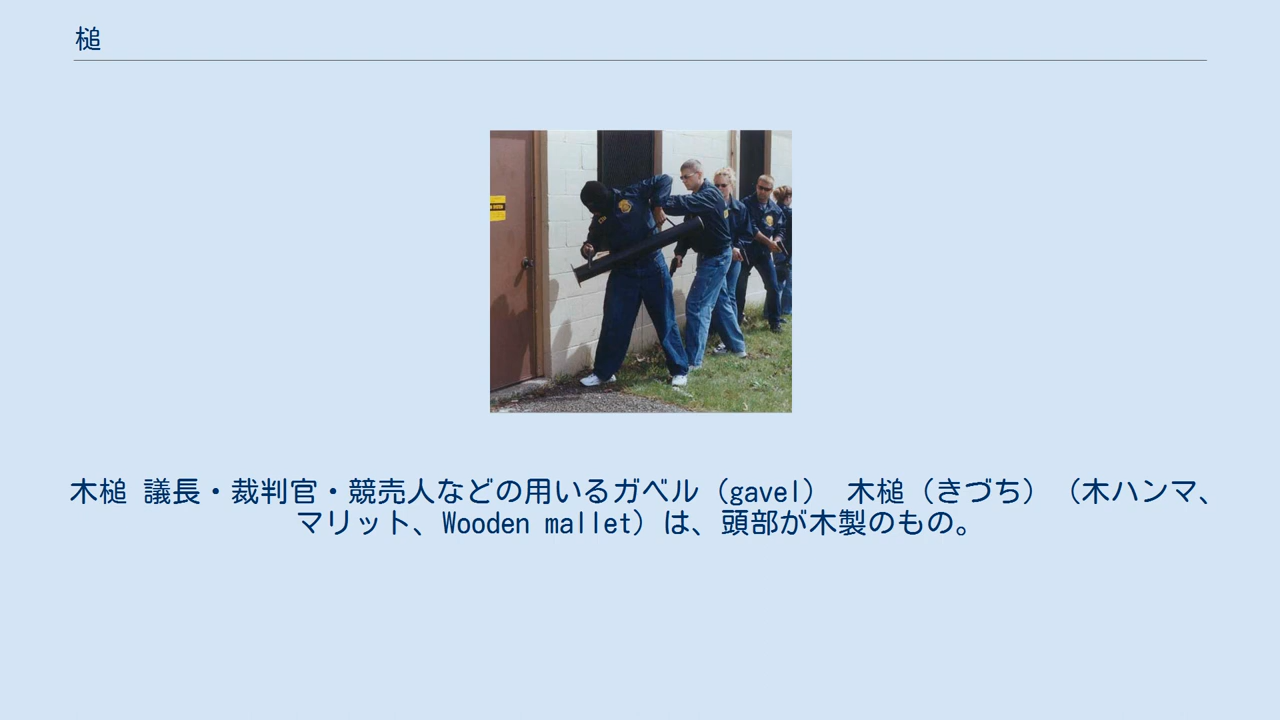 槌
木槌 議長・裁判官・競売人などの用いるガベル（gavel） 木槌（きづち）（木ハンマ、
マリット、Wooden mallet）は、頭部が木製のもの。